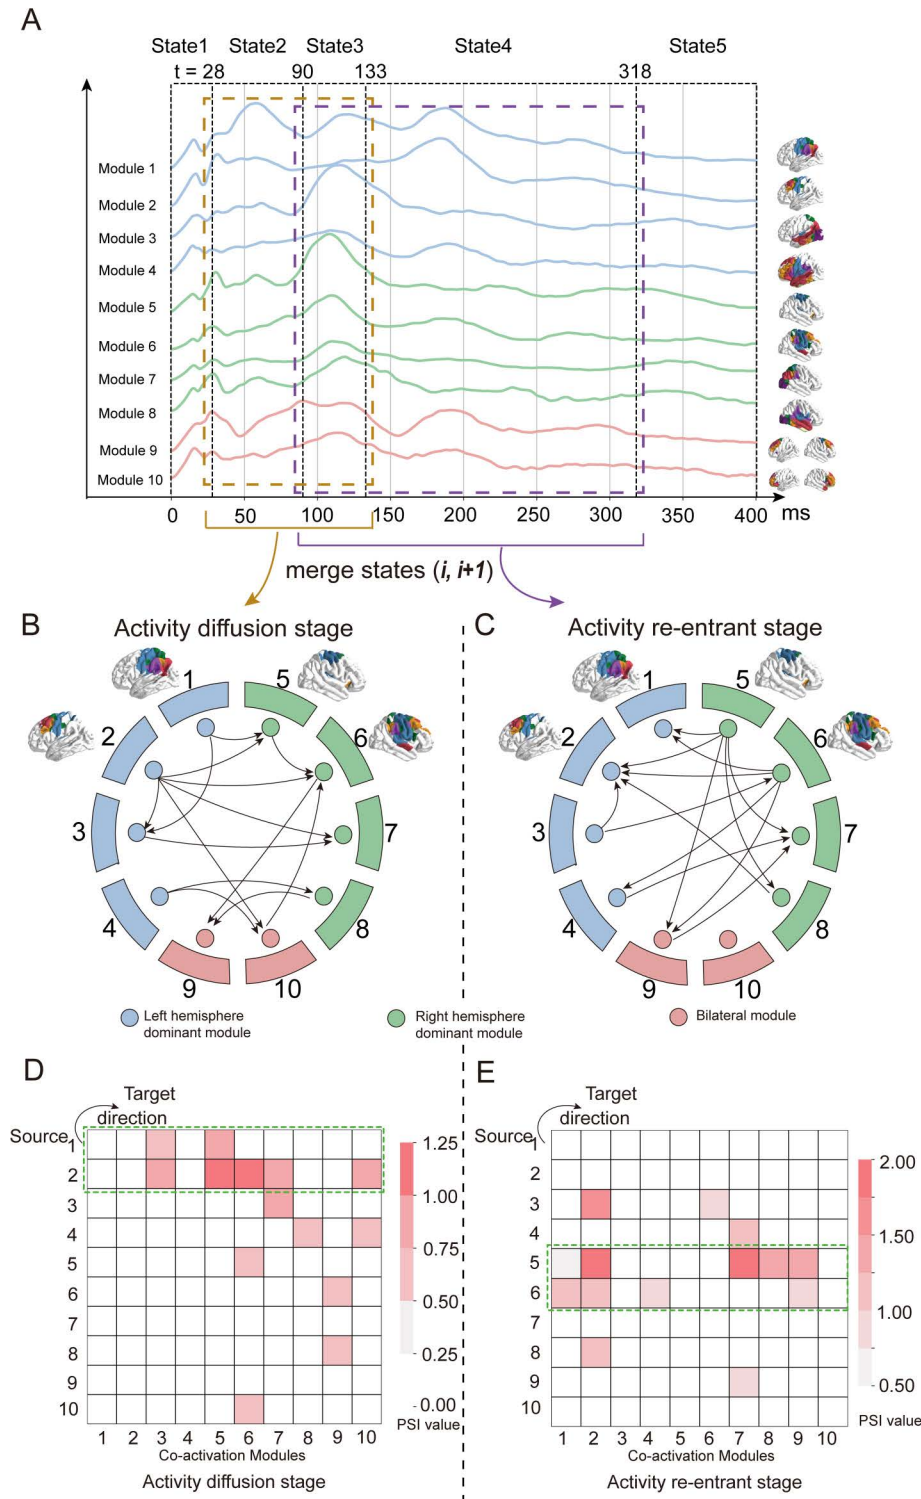 A
State1 State2 State3 State4 State5
t = 28 90 133 318
Module 1
Module 2
Module 3
Module 4
Module 5
Module 6
Module 7
Module 8
Module 9
Module 10
0 50 100 150 200 250 300 350 400 ms
merge states (i, i+1)
B Activity diffusion stage
1 5
2 6
3 7
4 8
9 10
C Activity re-entrant stage
1 5
2 6
3 7
4 8
9 10
Left hemisphere
dominant module
Right hemisphere
dominant module
Bilateral module
D
Target
direction
Source
1
2
3
4
5
6
7
8
9
10
1 2 3 4 5 6 7 8 9 10
Co-activation Modules
Activity diffusion stage
1.25
1.00
0.75
0.50
0.25
0.00
PSI value
E
Target
direction
Source
1
2
3
4
5
6
7
8
9
10
1 2 3 4 5 6 7 8 9 10
Co-activation Modules
Activity re-entrant stage
2.00
1.50
1.00
0.50
PSI value